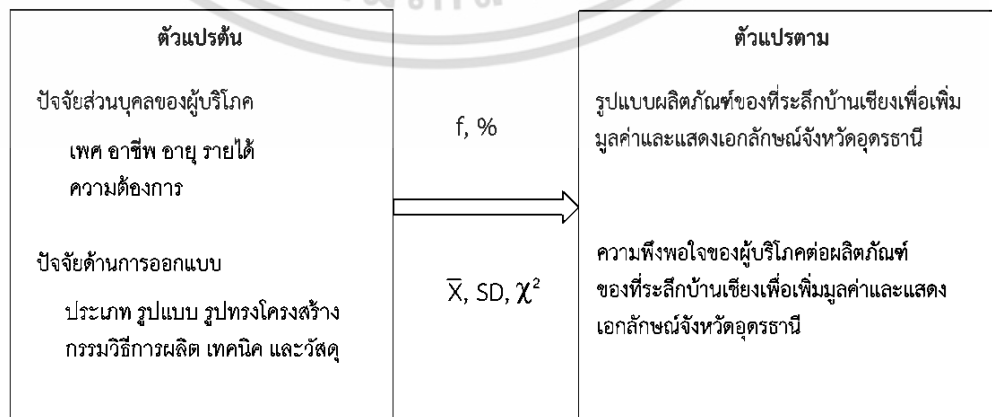 ตัวแปรต้น
ปัจจัยส่วนบุคลของผู้บริโภค
เพศ อาชีพ อายุ รายได้
ความต้องการ
ปัจจัยด้านการออกแบบ
ประเภท รูปแบบ รูปทรงโครงสร้าง
กรรมวิธีการผลิต เทคนิค และวัสดุ
f, %
X̅, SD, χ²
ตัวแปรตาม
รูปแบบผลิตภัณฑ์ของที่ระลึกบ้านเชียงเพื่อเพิ่ม
มูลค่าและแสดงเอกลักษณ์จังหวัดอุดรธานี
ความพึงพอใจของผู้บริโภคต่อผลิตภัณฑ์
ของที่ระลึกบ้านเชียงเพื่อเพิ่มมูลค่าและแสดง
เอกลักษณ์จังหวัดอุดรธานี